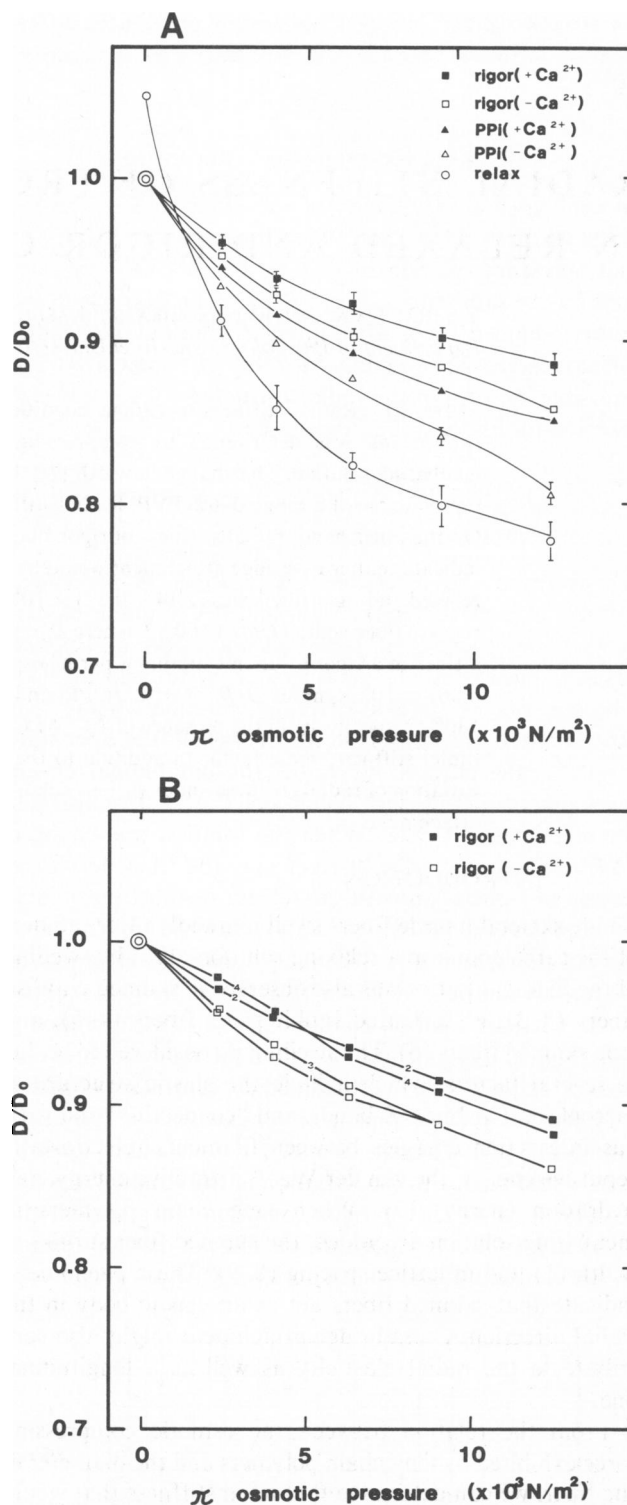 A
rigor(+Ca²⁺)
rigor(-Ca²⁺)
PPi(+Ca²⁺)
PPi(-Ca²⁺)
relax
1.0
0.9
0.8
0.7
D/Do
0
5
10
π osmotic pressure (x10³N/m²)
B
rigor (+Ca²⁺)
rigor (-Ca²⁺)
1.0
0.9
0.8
0.7
D/Do
4
2
3
1
2
4
0
5
10
π osmotic pressure (x10³N/m²)